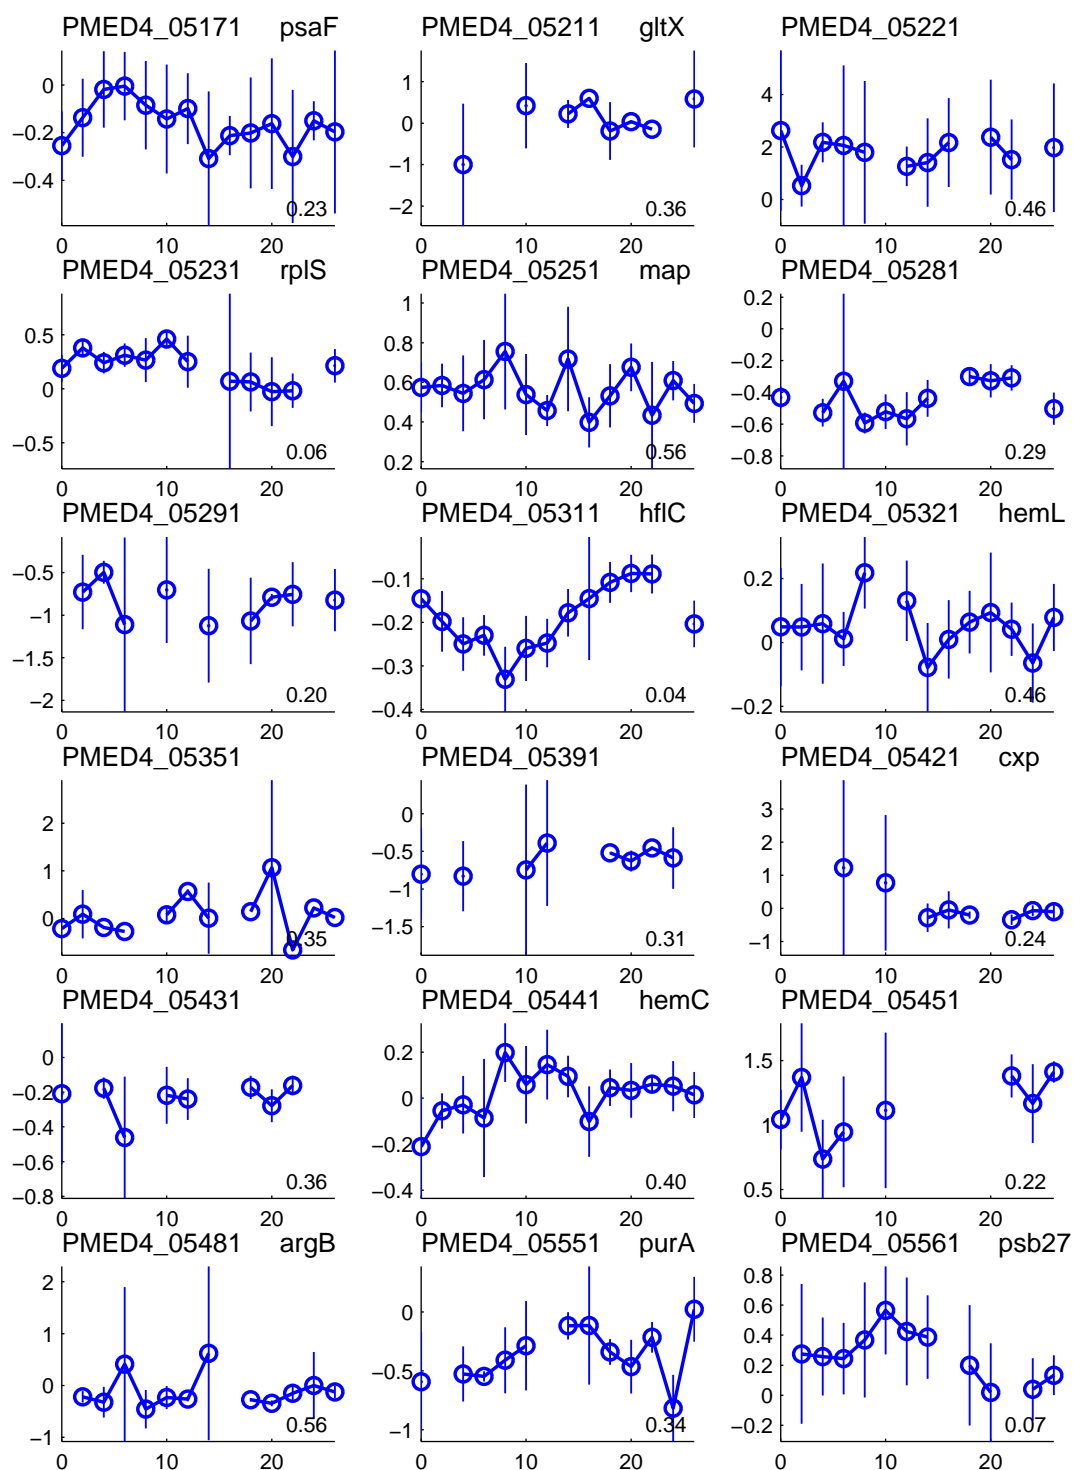 PMED4_05171 psaF
0
−0.2
−0.4
0.23
0 10 20
PMED4_05211 gltX
1
0
−1
−2
0.36
0 10 20
PMED4_05221
4
2
0
0.46
0 10 20
PMED4_05231 rplS
0.5
0
−0.5
0.06
0 10 20
PMED4_05251 map
1
0.8
0.6
0.4
0.2
0.56
0 10 20
PMED4_05281
0.2
0
−0.2
−0.4
−0.6
−0.8
0.29
0 10 20
PMED4_05291
−0.5
−1
−1.5
−2
0.20
0 10 20
PMED4_05311 hflC
−0.1
−0.2
−0.3
−0.4
0.04
0 10 20
PMED4_05321 hemL
0.2
0
−0.2
0.46
0 10 20
PMED4_05351
2
1
0
0.35
0 10 20
PMED4_05391
0
−0.5
−1
−1.5
0.31
0 10 20
PMED4_05421 cxp
3
2
1
0
−1
0.24
0 10 20
PMED4_05431
0
−0.2
−0.4
−0.6
−0.8
0.36
0 10 20
PMED4_05441 hemC
0.2
0
−0.2
−0.4
0.40
0 10 20
PMED4_05451
1.5
1
0.5
0.22
0 10 20
PMED4_05481 argB
2
1
0
−1
0.56
0 10 20
PMED4_05551 purA
0
−0.5
−1
0.34
0 10 20
PMED4_05561 psb27
0.8
0.6
0.4
0.2
0
−0.2
0.07
0 10 20